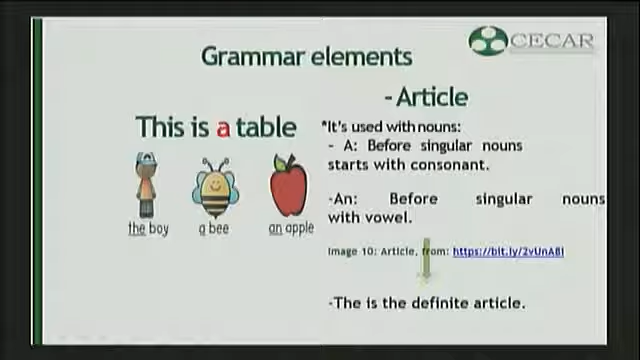 Grammar elements
CECAR
- Article
This is a table
*It's used with nouns:
- A: Before singular nouns
starts with consonant.
-An: Before singular nouns
with vowel.
the boy
a bee
an apple
Image 10: Article, from: https://bit.ly/2vUnABl
-The is the definite article.